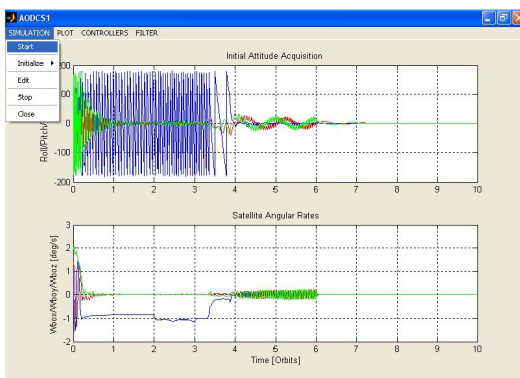 AODCS1
SIMULATION PLOT CONTROLLERS FILTER
Start
Initialize
Edit
Stop
Close
Initial Attitude Acquisition
Roll/Pitch/
200
100
0
-100
-200
0 1 2 3 4 5 6 7 8 9 10
Satellite Angular Rates
Wbox/Wboy/Wboz [deg/s]
3
2
1
0
-1
-2
0 1 2 3 4 5 6 7 8 9 10
Time [Orbits]